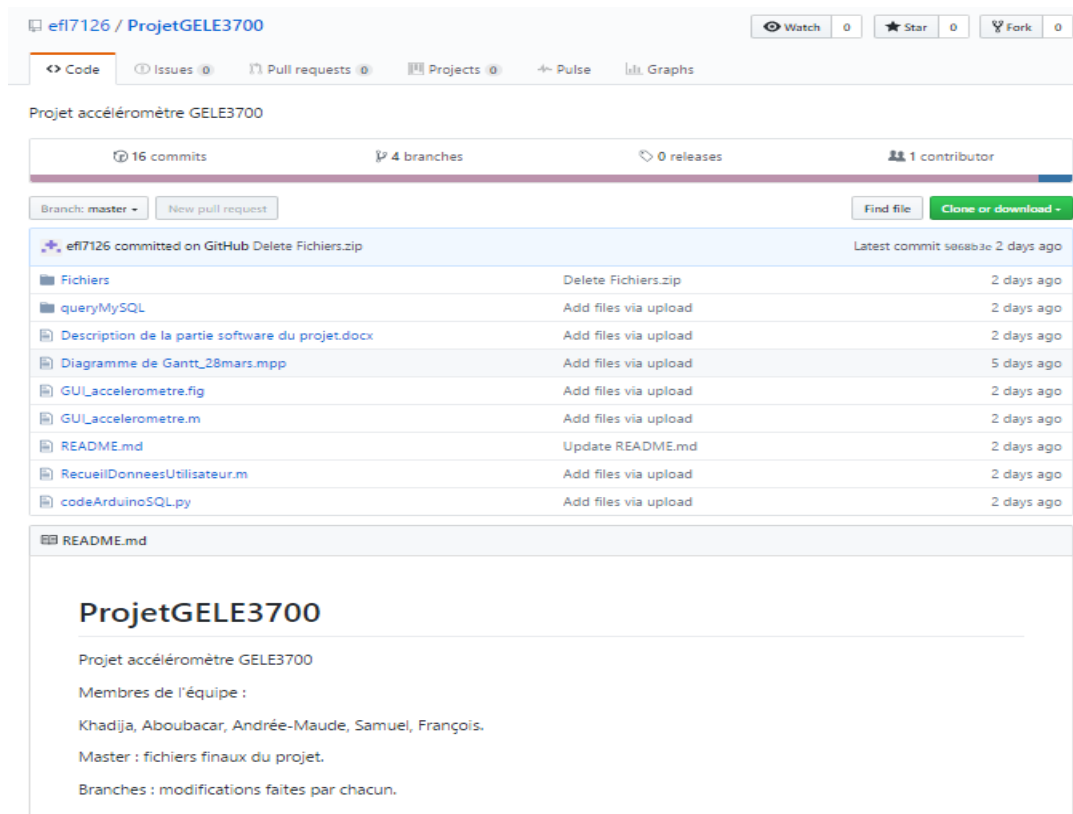 efl7126 / ProjetGELE3700
Watch 0 Star 0 Fork 0
Code Issues 0 Pull requests 0 Projects 0 Pulse Graphs
Projet accéléromètre GELE3700
16 commits 4 branches 0 releases 1 contributor
Branch: master New pull request Find file Clone or download
efl7126 committed on GitHub Delete Fichiers.zip Latest commit 5068b3e 2 days ago
Fichiers Delete Fichiers.zip 2 days ago
queryMySQL Add files via upload 2 days ago
Description de la partie software du projet.docx Add files via upload 2 days ago
Diagramme de Gantt_28mars.mpp Add files via upload 5 days ago
GUI_accelerometre.fig Add files via upload 2 days ago
GUI_accelerometre.m Add files via upload 2 days ago
README.md Update README.md 2 days ago
RecueilDonneesUtilisateur.m Add files via upload 2 days ago
codeArduinoSQL.py Add files via upload 2 days ago
README.md
ProjetGELE3700
Projet accéléromètre GELE3700
Membres de l'équipe :
Khadija, Aboubacar, Andrée-Maude, Samuel, François.
Master : fichiers finaux du projet.
Branches : modifications faites par chacun.